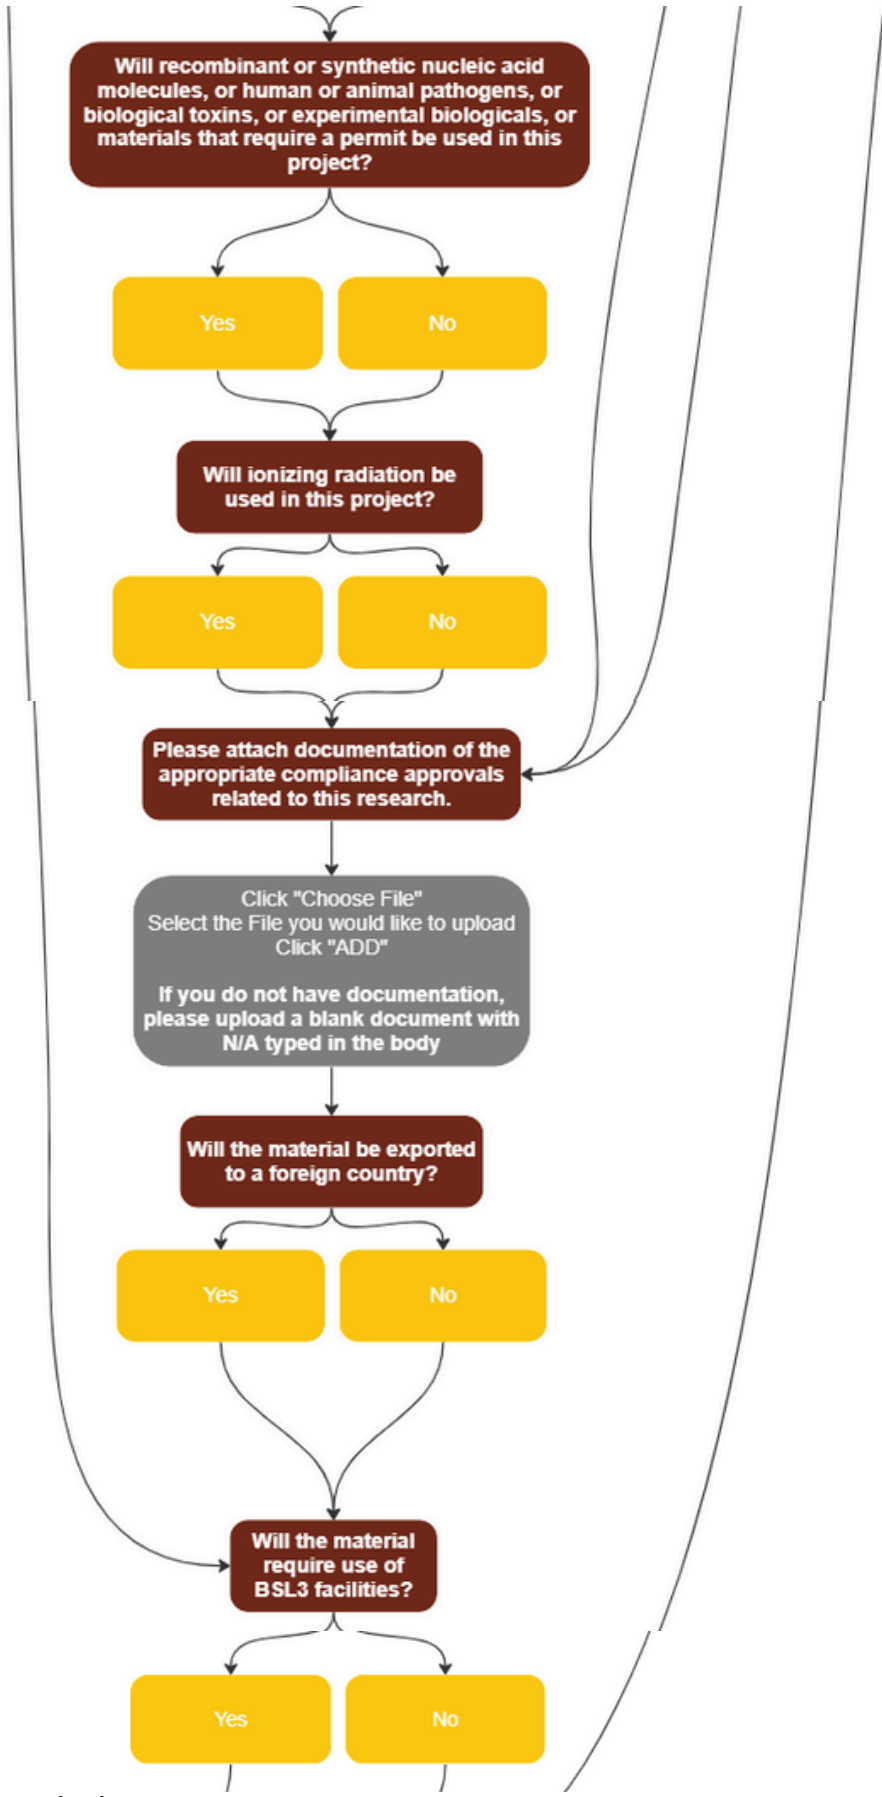 Will recombinant or synthetic nucleic acid
molecules, or human or animal pathogens, or
biological toxins, or experimental biologicals, or
materials that require a permit be used in this
project?
Yes
No
Will ionizing radiation be
used in this project?
Yes
No
Please attach documentation of the
appropriate compliance approvals
related to this research.
Click "Choose File"
Select the File you would like to upload
Click "ADD"
If you do not have documentation,
please upload a blank document with
N/A typed in the body
Will the material be exported
to a foreign country?
Yes
No
Will the material
require use of
BSL3 facilities?
Yes
No